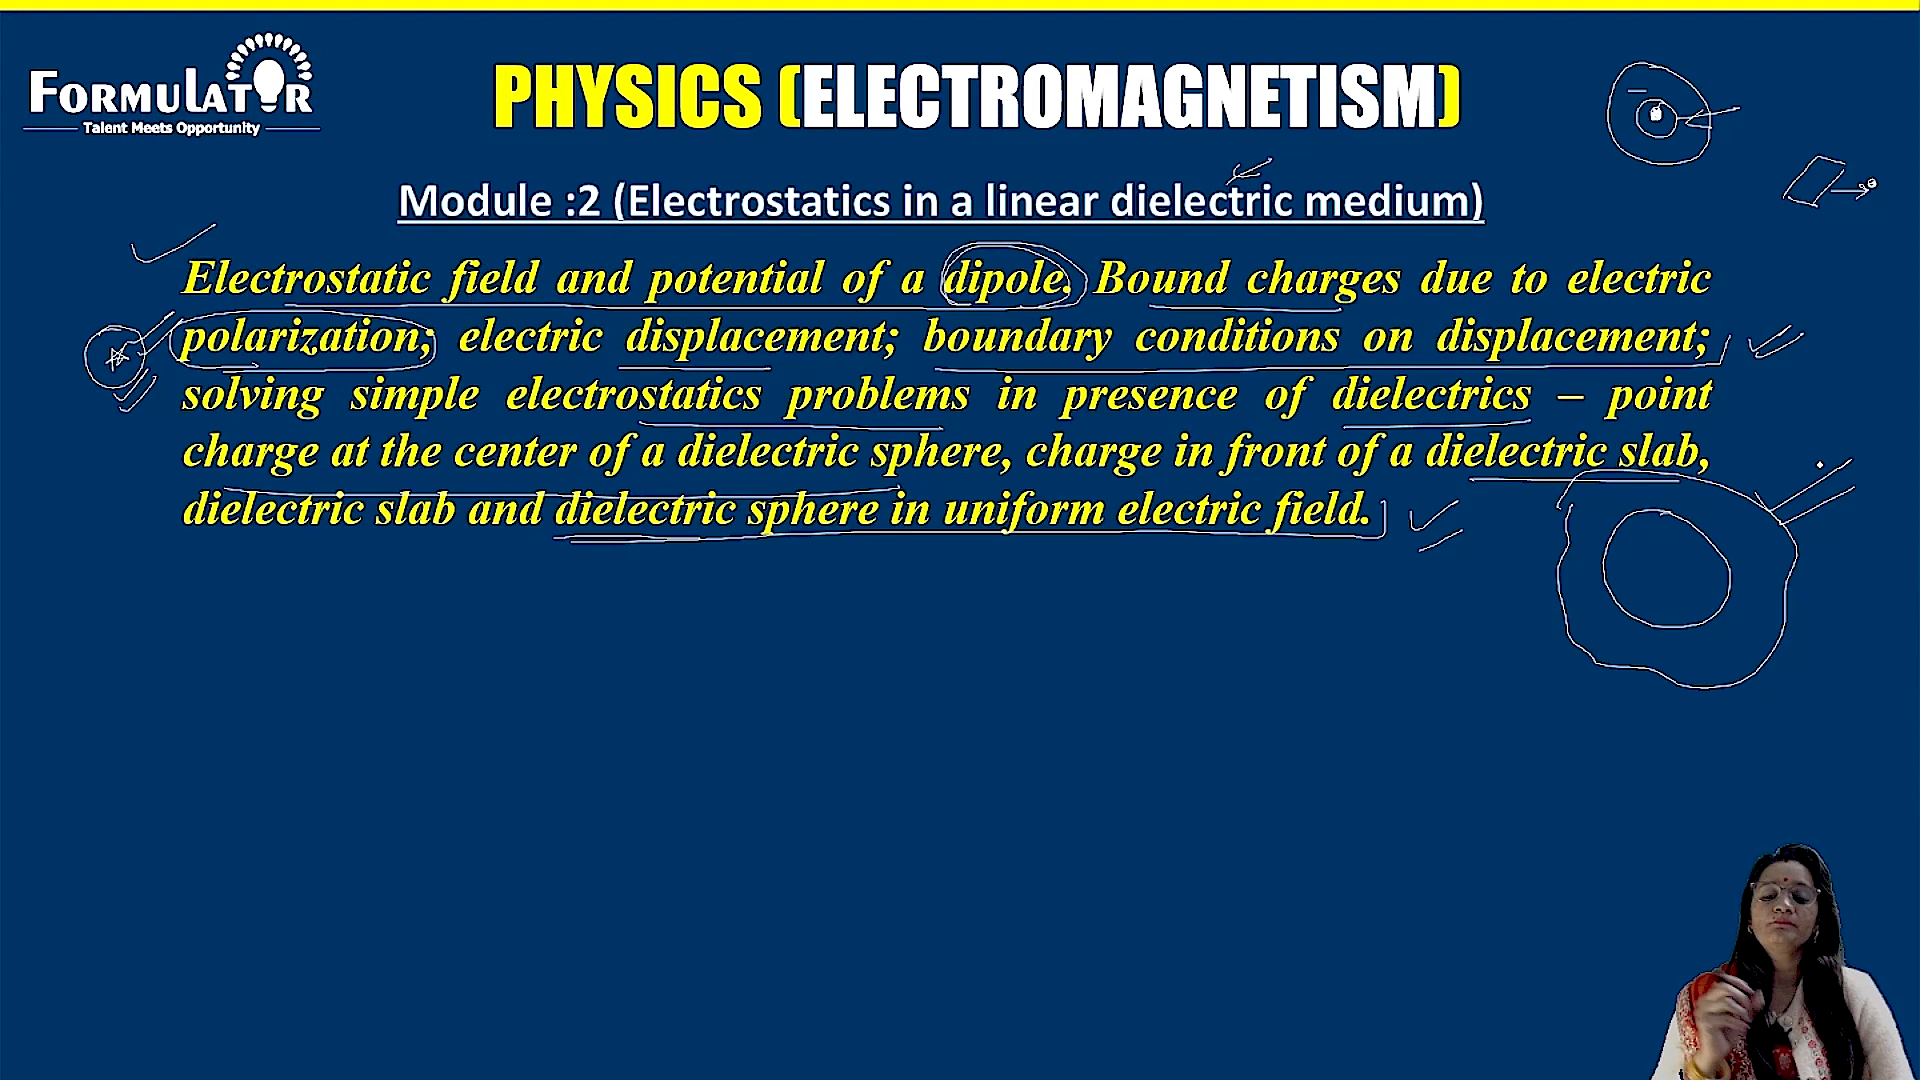 FORMULATOR
Talent Meets Opportunity
PHYSICS (ELECTROMAGNETISM)
Module :2 (Electrostatics in a linear dielectric medium)
Electrostatic field and potential of a dipole. Bound charges due to electric
polarization; electric displacement; boundary conditions on displacement;
solving simple electrostatics problems in presence of dielectrics – point
charge at the center of a dielectric sphere, charge in front of a dielectric slab,
dielectric slab and dielectric sphere in uniform electric field.